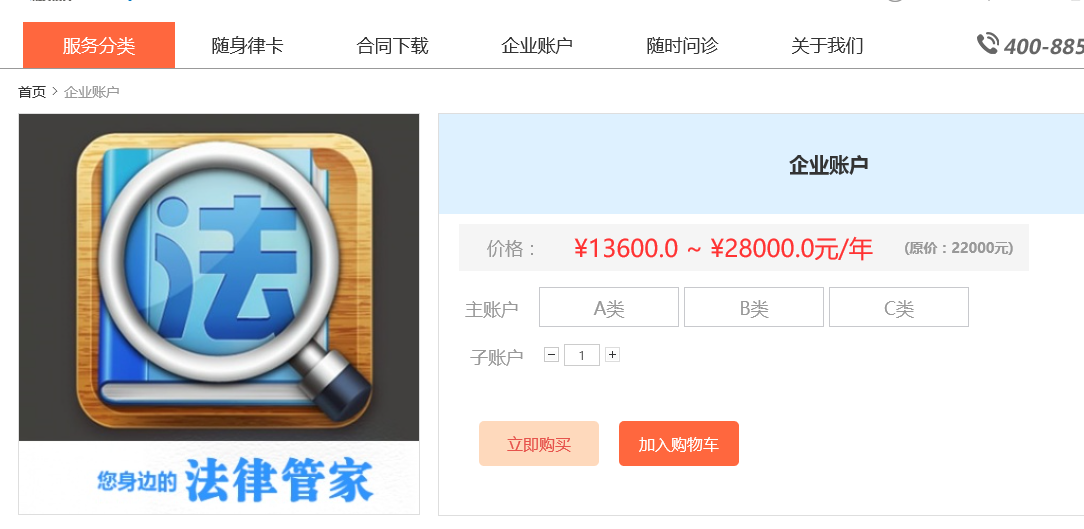 服务分类 随身律卡 合同下载 企业账户 随时问诊 关于我们 400-885
首页 > 企业账户
法
您身边的 法律管家
企业账户
价格： ¥13600.0 ~ ¥28000.0元/年 (原价：22000元)
主账户 A类 B类 C类
子账户 − 1 +
立即购买 加入购物车